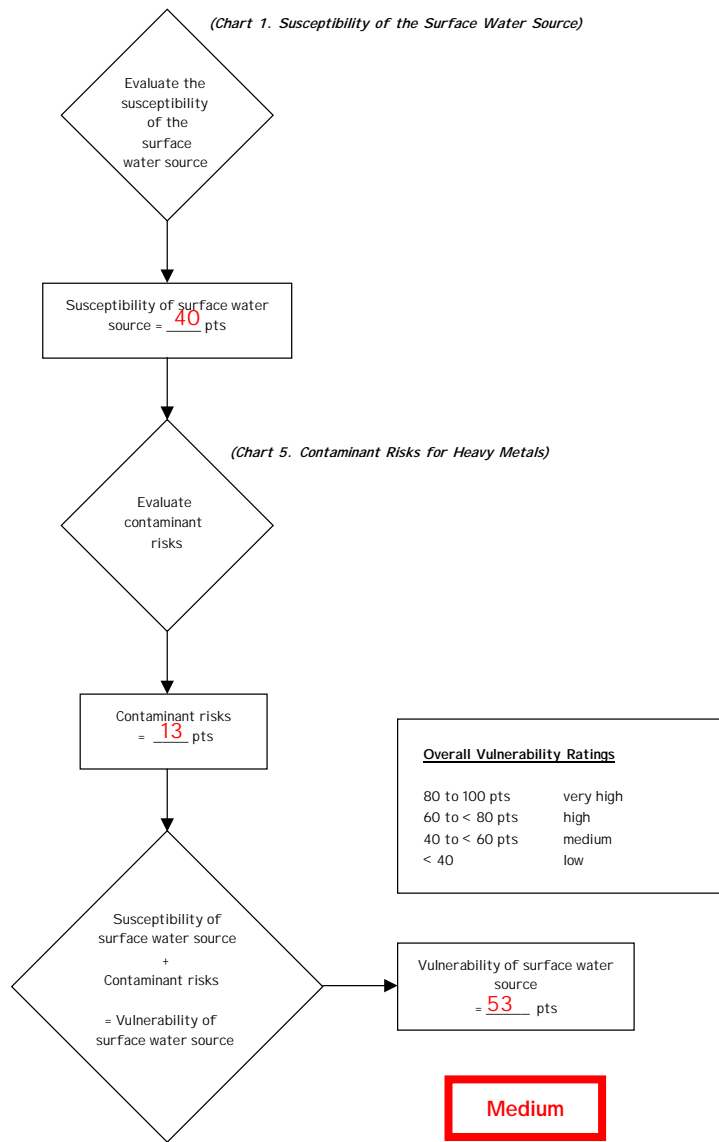 (Chart 1. Susceptibility of the Surface Water Source)
Evaluate the
susceptibility
of the
surface
water source
Susceptibility of surface water
source = 40 pts
(Chart 5. Contaminant Risks for Heavy Metals)
Evaluate
contaminant
risks
Contaminant risks
= 13 pts
Overall Vulnerability Ratings
80 to 100 pts very high
60 to < 80 pts high
40 to < 60 pts medium
< 40 low
Susceptibility of
surface water source
+
Contaminant risks
= Vulnerability of
surface water source
Vulnerability of surface water
source
= 53 pts
Medium